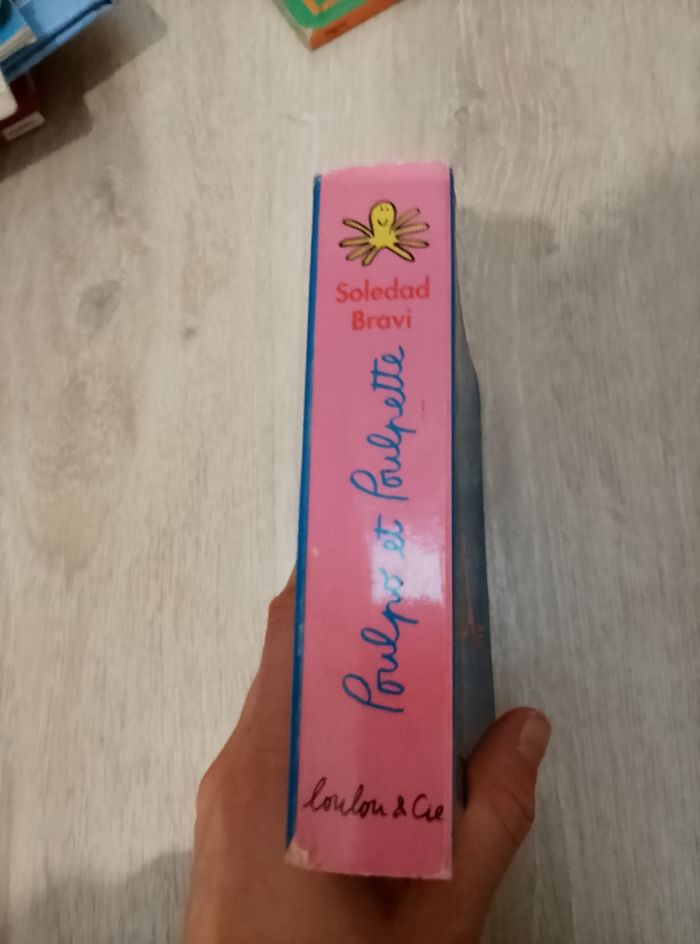 Soledad
Bravi
Poulpo et Poulpette
loulou & Cie